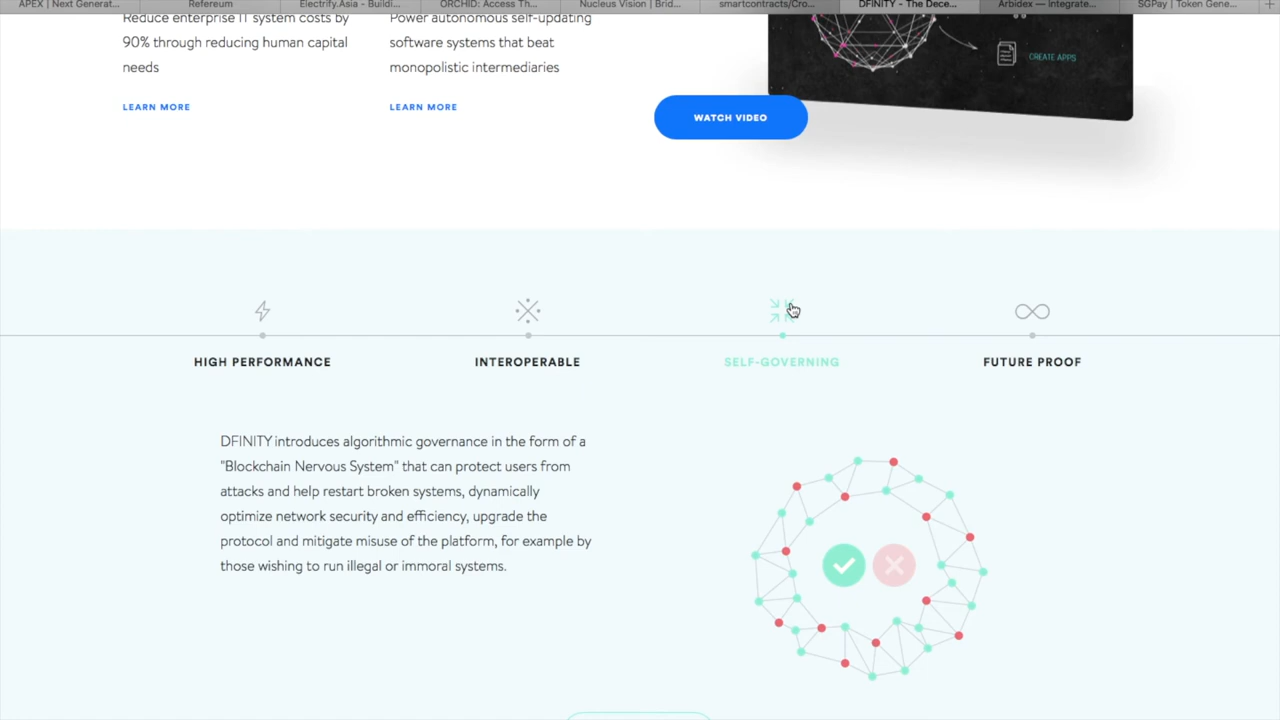 APEX | Next Generat...
Refereum
Electrify.Asia - Buildi...
ORCHID: Access Th...
Nucleus Vision | Brid...
smartcontracts/Cro...
DFINITY - The Dece...
Arbidex — Integrate...
SGPay | Token Gene...
Reduce enterprise IT system costs by
90% through reducing human capital
needs
LEARN MORE
Power autonomous self-updating
software systems that beat
monopolistic intermediaries
LEARN MORE
CREATE APPS
WATCH VIDEO
HIGH PERFORMANCE
INTEROPERABLE
SELF-GOVERNING
FUTURE PROOF
DFINITY introduces algorithmic governance in the form of a
"Blockchain Nervous System" that can protect users from
attacks and help restart broken systems, dynamically
optimize network security and efficiency, upgrade the
protocol and mitigate misuse of the platform, for example by
those wishing to run illegal or immoral systems.